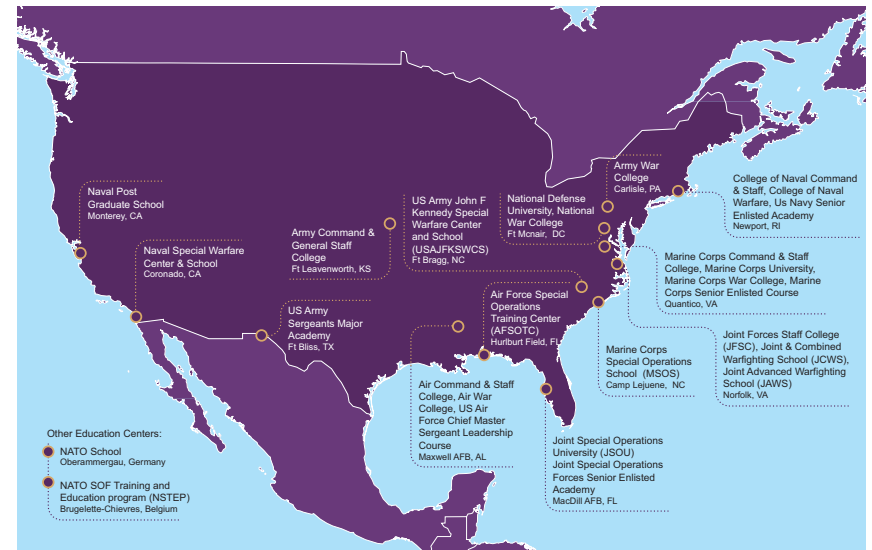 Army War
College
Carlisle, PA
College of Naval Command
& Staff, College of Naval
Warfare, Us Navy Senior
Enlisted Academy
Newport, RI
Naval Post
Graduate School
Monterey, CA
US Army John F
Kennedy Special
Warfare Center
and School
(USAJFKSWCS)
Ft Bragg, NC
National Defense
University, National
War College
Ft Mcnair, DC
Army Command &
General Staff
College
Ft Leavenworth, KS
Naval Special Warfare
Center & School
Coronado, CA
Marine Corps Command & Staff
College, Marine Corps University,
Marine Corps War College, Marine
Corps Senior Enlisted Course
Quantico, VA
Air Force Special
Operations
Training Center
(AFSOTC)
Hurlburt Field, FL
US Army
Sergeants Major
Academy
Ft Bliss, TX
Joint Forces Staff College
(JFSC), Joint & Combined
Warfighting School (JCWS),
Joint Advanced Warfighting
School (JAWS)
Norfolk, VA
Marine Corps
Special Operations
School (MSOS)
Camp Lejuene, NC
Air Command & Staff
College, Air War
College, US Air
Force Chief Master
Sergeant Leadership
Course
Maxwell AFB, AL
Joint Special Operations
University (JSOU)
Joint Special Operations
Forces Senior Enlisted
Academy
MacDill AFB, FL
Other Education Centers:
NATO School
Oberammergau, Germany
NATO SOF Training and
Education program (NSTEP)
Brugelette-Chievres, Belgium